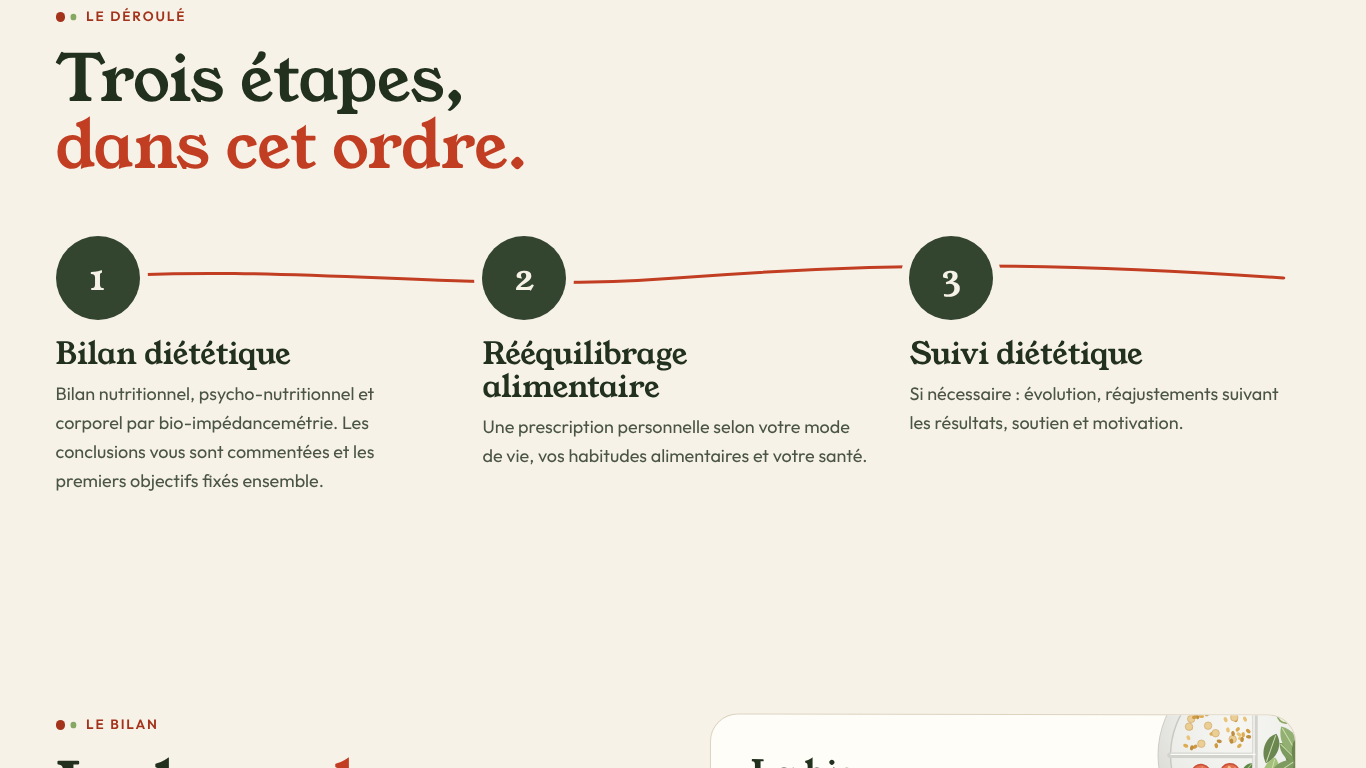 LE DÉROULÉ
Trois étapes,
dans cet ordre.
1
2
3
Bilan diététique
Bilan nutritionnel, psycho-nutritionnel et
corporel par bio-impédancemétrie. Les
conclusions vous sont commentées et les
premiers objectifs fixés ensemble.
Rééquilibrage
alimentaire
Une prescription personnelle selon votre mode
de vie, vos habitudes alimentaires et votre santé.
Suivi diététique
Si nécessaire : évolution, réajustements suivant
les résultats, soutien et motivation.
LE BILAN